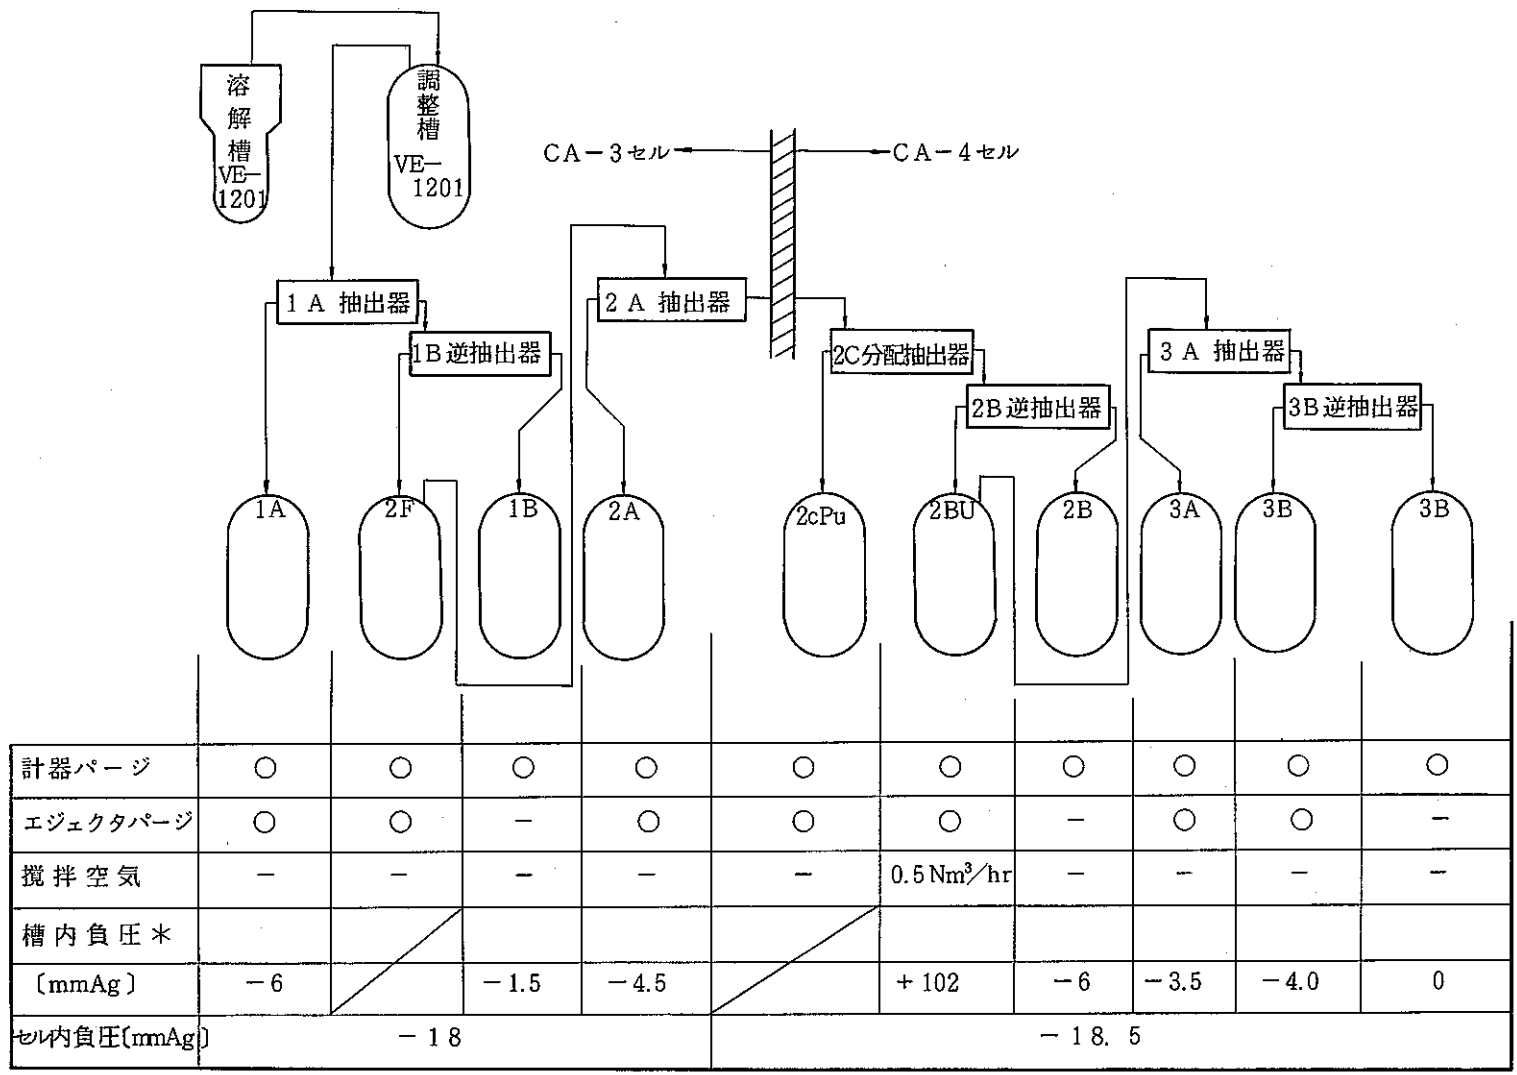 溶解槽VE-1201
調整槽VE-1201
CA-3セル
CA-4セル
1A 抽出器
2A 抽出器
1B逆抽出器
2C分配抽出器
3A 抽出器
2B逆抽出器
3B逆抽出器
1A 2F 1B 2A 2cPu 2BU 2B 3A 3B 3B
計器パージ ○ ○ ○ ○ ○ ○ ○ ○ ○ ○
エジェクタパージ ○ ○ - ○ ○ ○ - ○ ○ -
撹拌空気 - - - - - 0.5Nm³/hr - - - -
槽内負圧*
〔mmAg〕 -6 -1.5 -4.5 +102 -6 -3.5 -4.0 0
セル内負圧〔mmAg〕 -18 -18.5